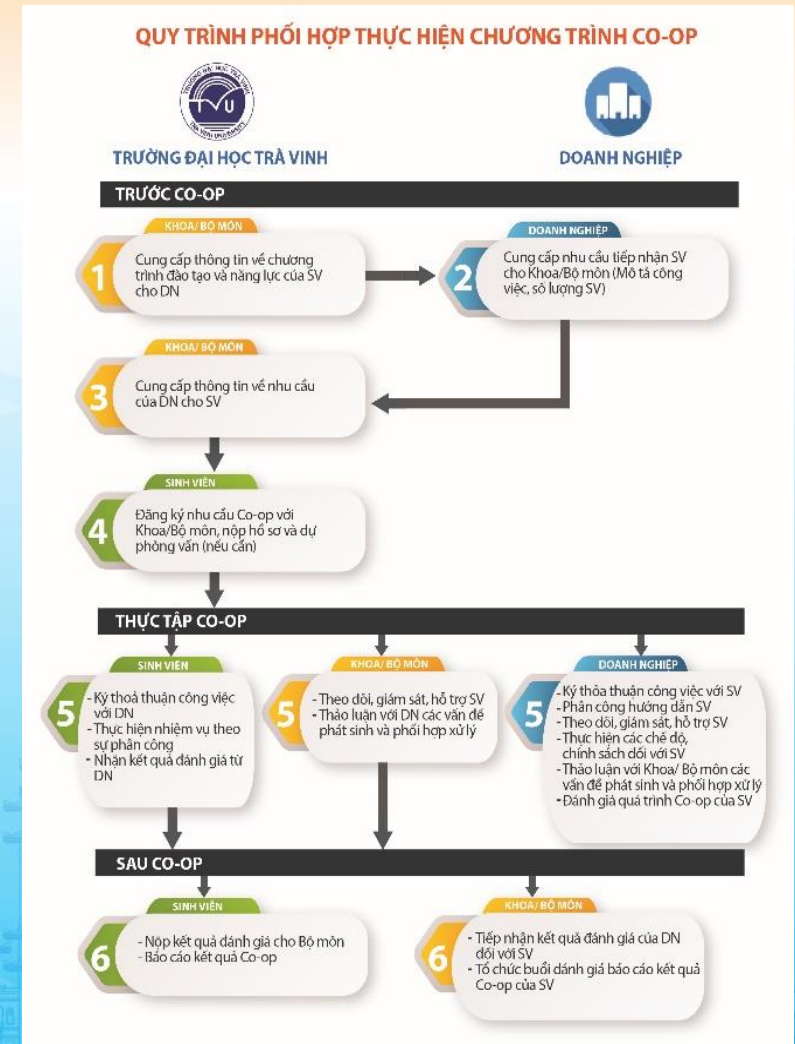 QUY TRÌNH PHỐI HỢP THỰC HIỆN CHƯƠNG TRÌNH CO-OP
TRƯỜNG ĐẠI HỌC TRÀ VINH
TVU
TRA VINH UNIVERSITY
TRƯỜNG ĐẠI HỌC TRÀ VINH
DOANH NGHIỆP
TRƯỚC CO-OP
KHOA/ BỘ MÔN
1
Cung cấp thông tin về chương
trình đào tạo và năng lực của SV
cho DN
DOANH NGHIỆP
2
Cung cấp nhu cầu tiếp nhận SV
cho Khoa/Bộ môn (Mô tả công
việc, số lượng SV)
KHOA/ BỘ MÔN
3
Cung cấp thông tin về nhu cầu
của DN cho SV
SINH VIÊN
4
Đăng ký nhu cầu Co-op với
Khoa/Bộ môn, nộp hồ sơ và dự
phỏng vấn (nếu cần)
THỰC TẬP CO-OP
SINH VIÊN
5
- Ký thoả thuận công việc
với DN
- Thực hiện nhiệm vụ theo
sự phân công
- Nhận kết quả đánh giá từ
DN
KHOA/ BỘ MÔN
5
- Theo dõi, giám sát, hỗ trợ SV
- Thảo luận với DN các vấn đề
phát sinh và phối hợp xử lý
DOANH NGHIỆP
5
- Ký thỏa thuận công việc với SV
- Phân công hướng dẫn SV
- Theo dõi, giám sát, hỗ trợ SV
- Thực hiện các chế độ,
chính sách đối với SV
- Thảo luận với Khoa/ Bộ môn các
vấn đề phát sinh và phối hợp xử lý
- Đánh giá quá trình Co-op của SV
SAU CO-OP
SINH VIÊN
6
- Nộp kết quả đánh giá cho Bộ môn
- Báo cáo kết quả Co-op
KHOA/ BỘ MÔN
6
- Tiếp nhận kết quả đánh giá của DN
đối với SV
- Tổ chức buổi đánh giá báo cáo kết quả
Co-op của SV